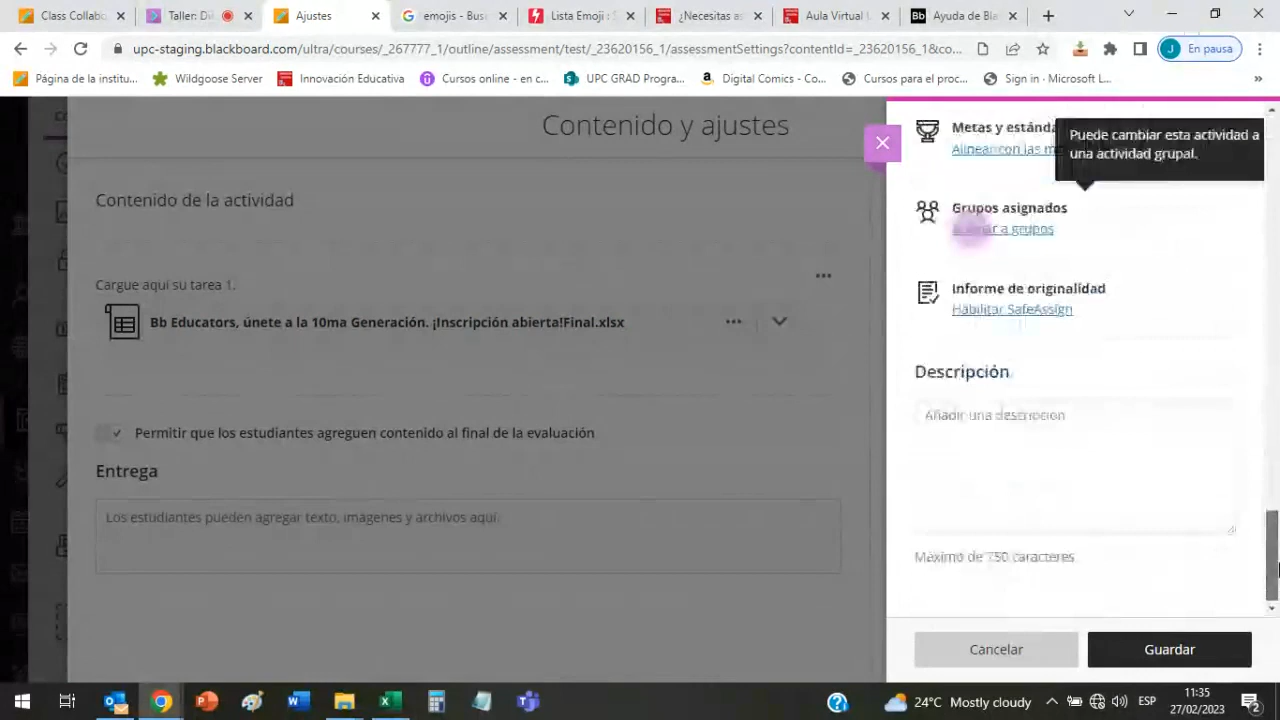 Class Collabo
Taller: Di
Ajustes
emojis - Bus
Lista Emoji
¿Necesitas a
Aula Virtual
Ayuda de Bla
upc-staging.blackboard.com/ultra/courses/_267777_1/outline/assessment/test/_23620156_1/assessmentSettings?contentId=_23620156_1&co...
J En pausa
Página de la institu...
Wildgoose Server
Innovación Educativa
Cursos online - en c...
UPC GRAD Progra...
Digital Comics - Co...
Cursos para el proc...
Sign in · Microsoft L...
»
Contenido y ajustes
Contenido de la actividad
Cargue aquí su tarea 1.
Bb Educators, únete a la 10ma Generación. ¡Inscripción abierta!Final.xlsx
Permitir que los estudiantes agreguen contenido al final de la evaluación
Entrega
Los estudiantes pueden agregar texto, imágenes y archivos aquí.
Metas y estánda
Alinear con las
Puede cambiar esta actividad a
una actividad grupal.
Grupos asignados
a grupos
Informe de originalidad
Habilitar SafeAssign
Descripción
Añadir una descripción
Máximo de 750 caracteres
Cancelar
Guardar
24°C Mostly cloudy
ESP
11:35
27/02/2023
2